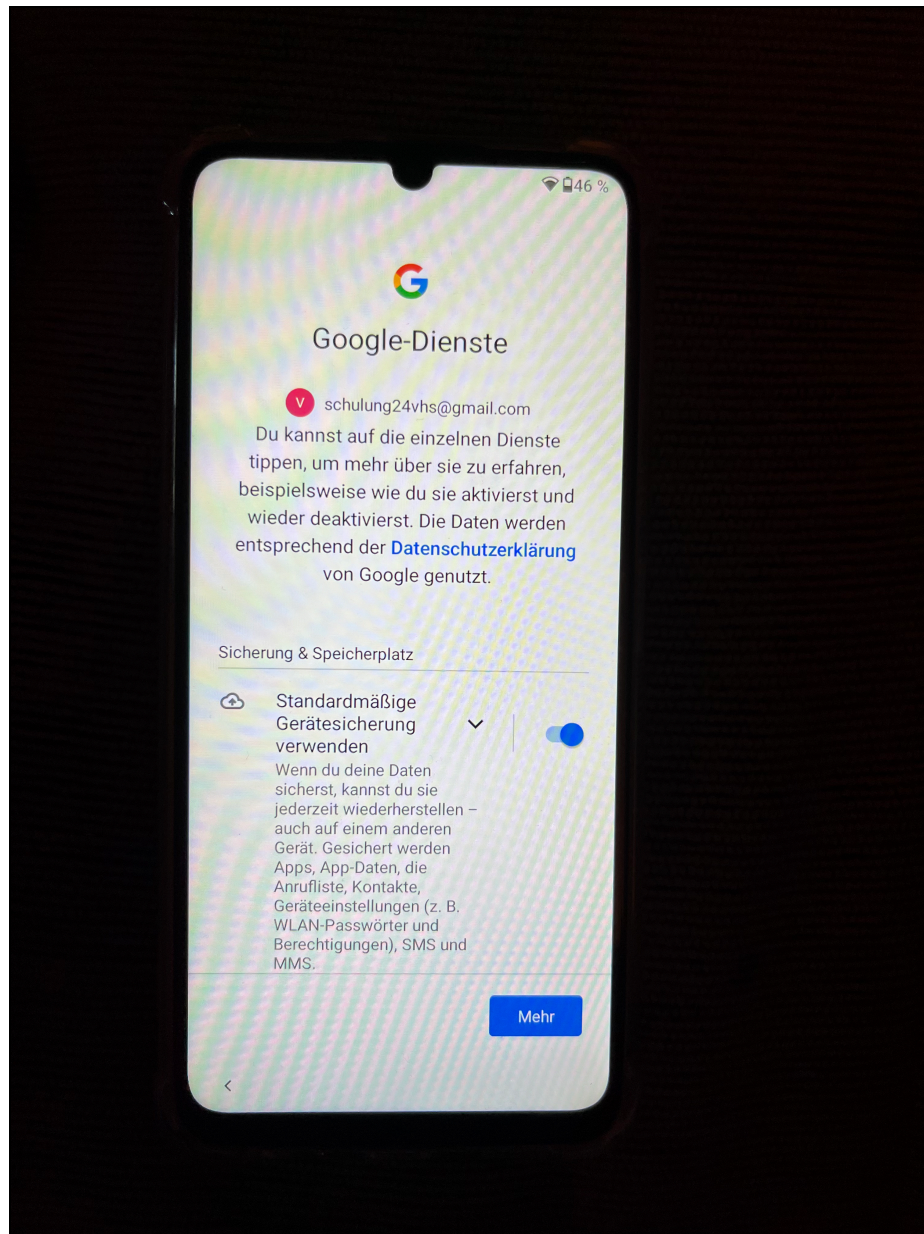 46 %
G
Google-Dienste
V schulung24vhs@gmail.com
Du kannst auf die einzelnen Dienste
tippen, um mehr über sie zu erfahren,
beispielsweise wie du sie aktivierst und
wieder deaktivierst. Die Daten werden
entsprechend der Datenschutzerklärung
von Google genutzt.
Sicherung & Speicherplatz
Standardmäßige
Gerätesicherung
verwenden
Wenn du deine Daten
sicherst, kannst du sie
jederzeit wiederherstellen –
auch auf einem anderen
Gerät. Gesichert werden
Apps, App-Daten, die
Anrufliste, Kontakte,
Geräteeinstellungen (z. B.
WLAN-Passwörter und
Berechtigungen), SMS und
MMS.
Mehr